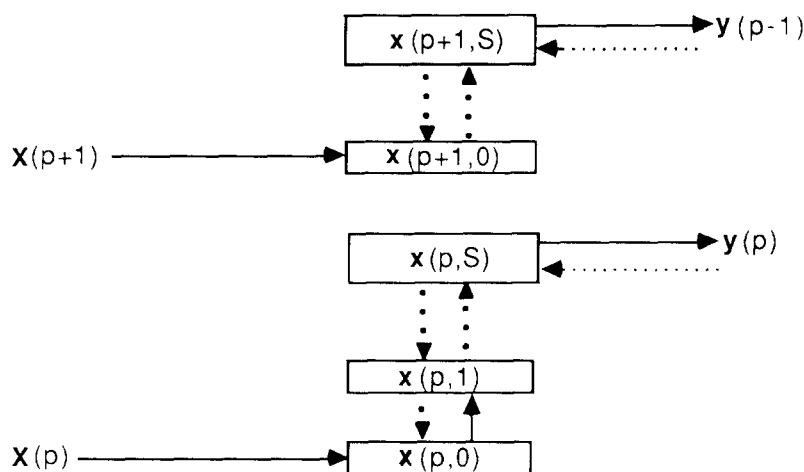 x (p+1,S)
y (p-1)
X(p+1)
x (p+1,0)
x (p,S)
y (p)
x (p,1)
X(p)
x (p,0)